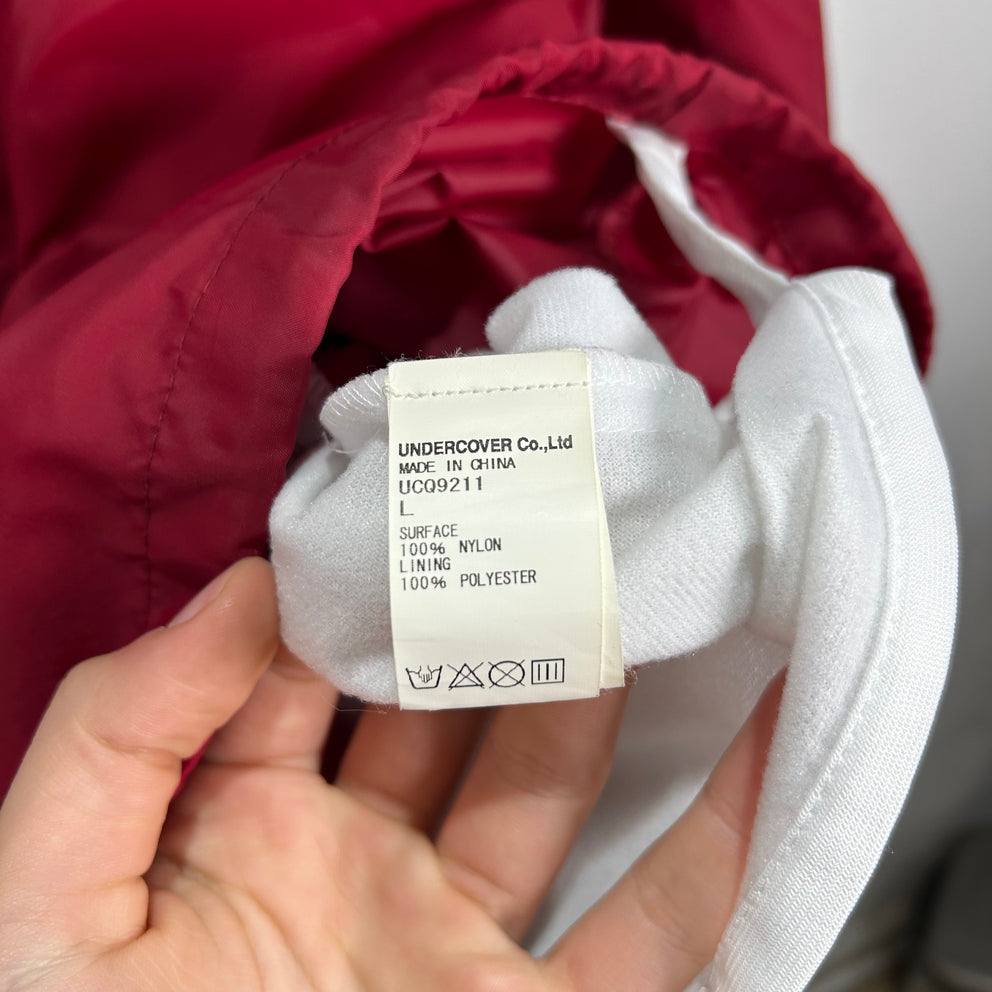 UNDERCOVER Co.,Ltd
MADE IN CHINA
UCQ9211
L
SURFACE
100% NYLON
LINING
100% POLYESTER